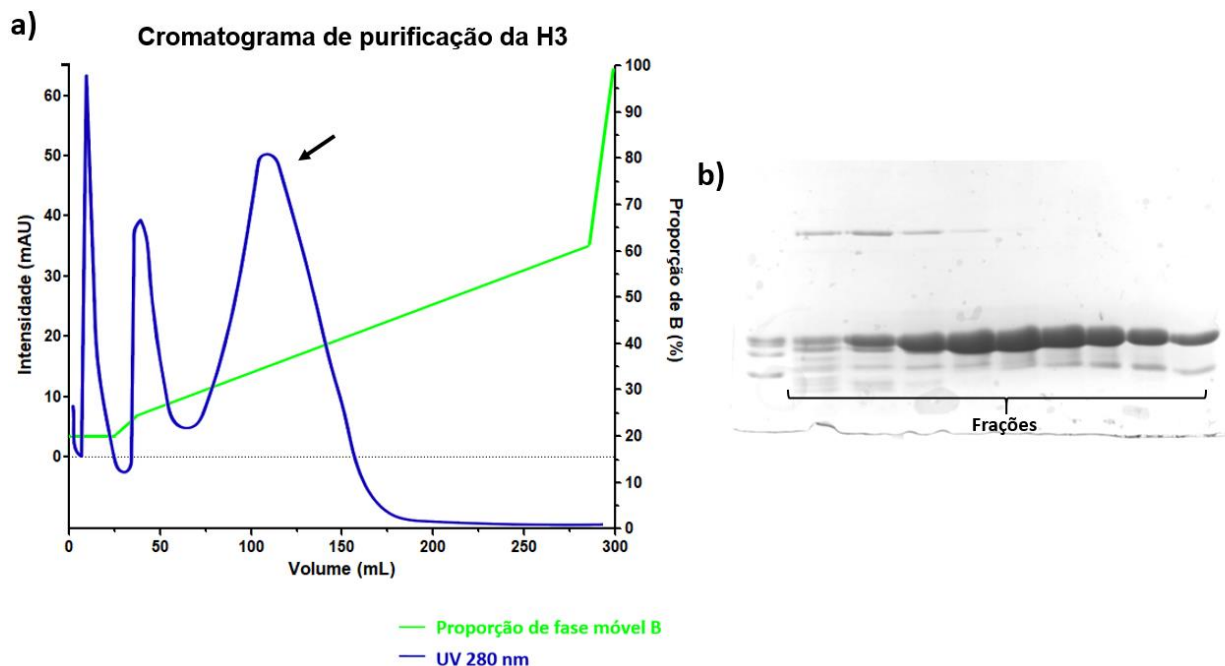 a)
Cromatograma de purificação da H3
60
50
40
30
20
10
0
Intensidade (mAU)
100
90
80
70
60
50
40
30
20
10
0
Proporção de B (%)
0
50
100
150
200
250
300
Volume (mL)
Proporção de fase móvel B
UV 280 nm
b)
Frações